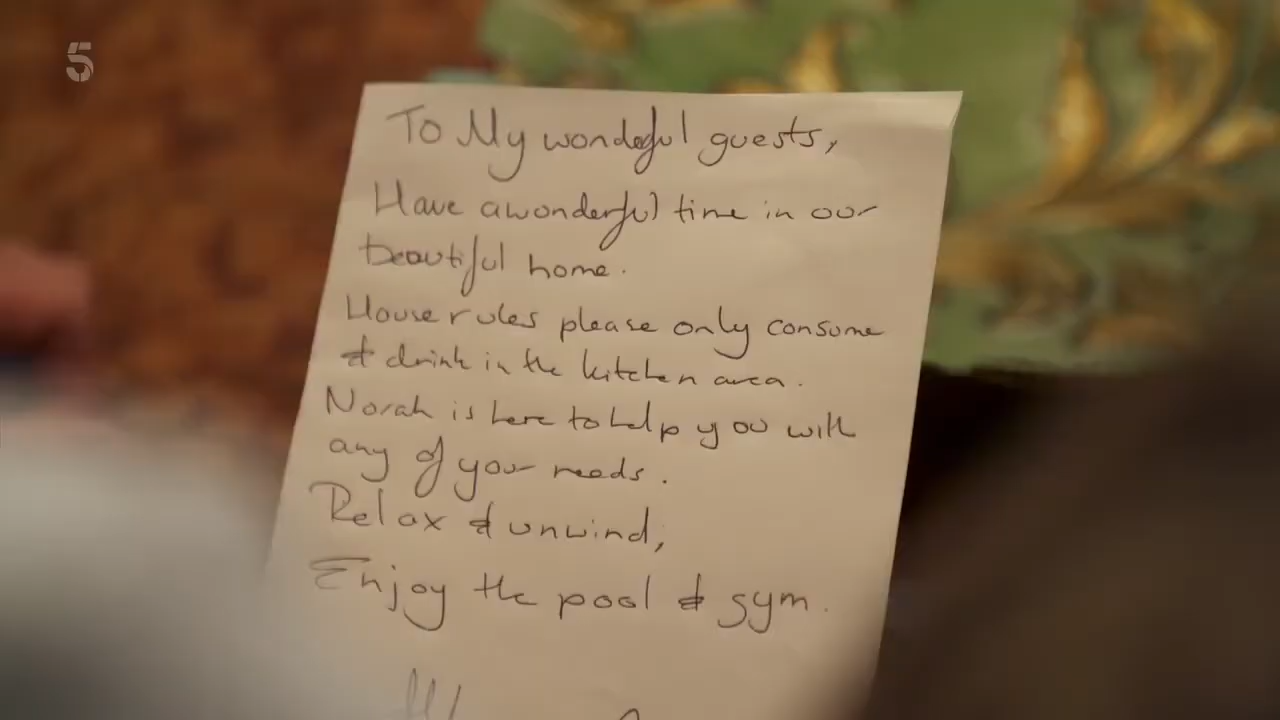 5
To My wondeful guests,
Have a wonderful time in our
beautiful home.
House rules please only consume
& drink in the kitchen area.
Norah is here to help you with
any of your needs.
Relax & unwind,
Enjoy the pool & gym.